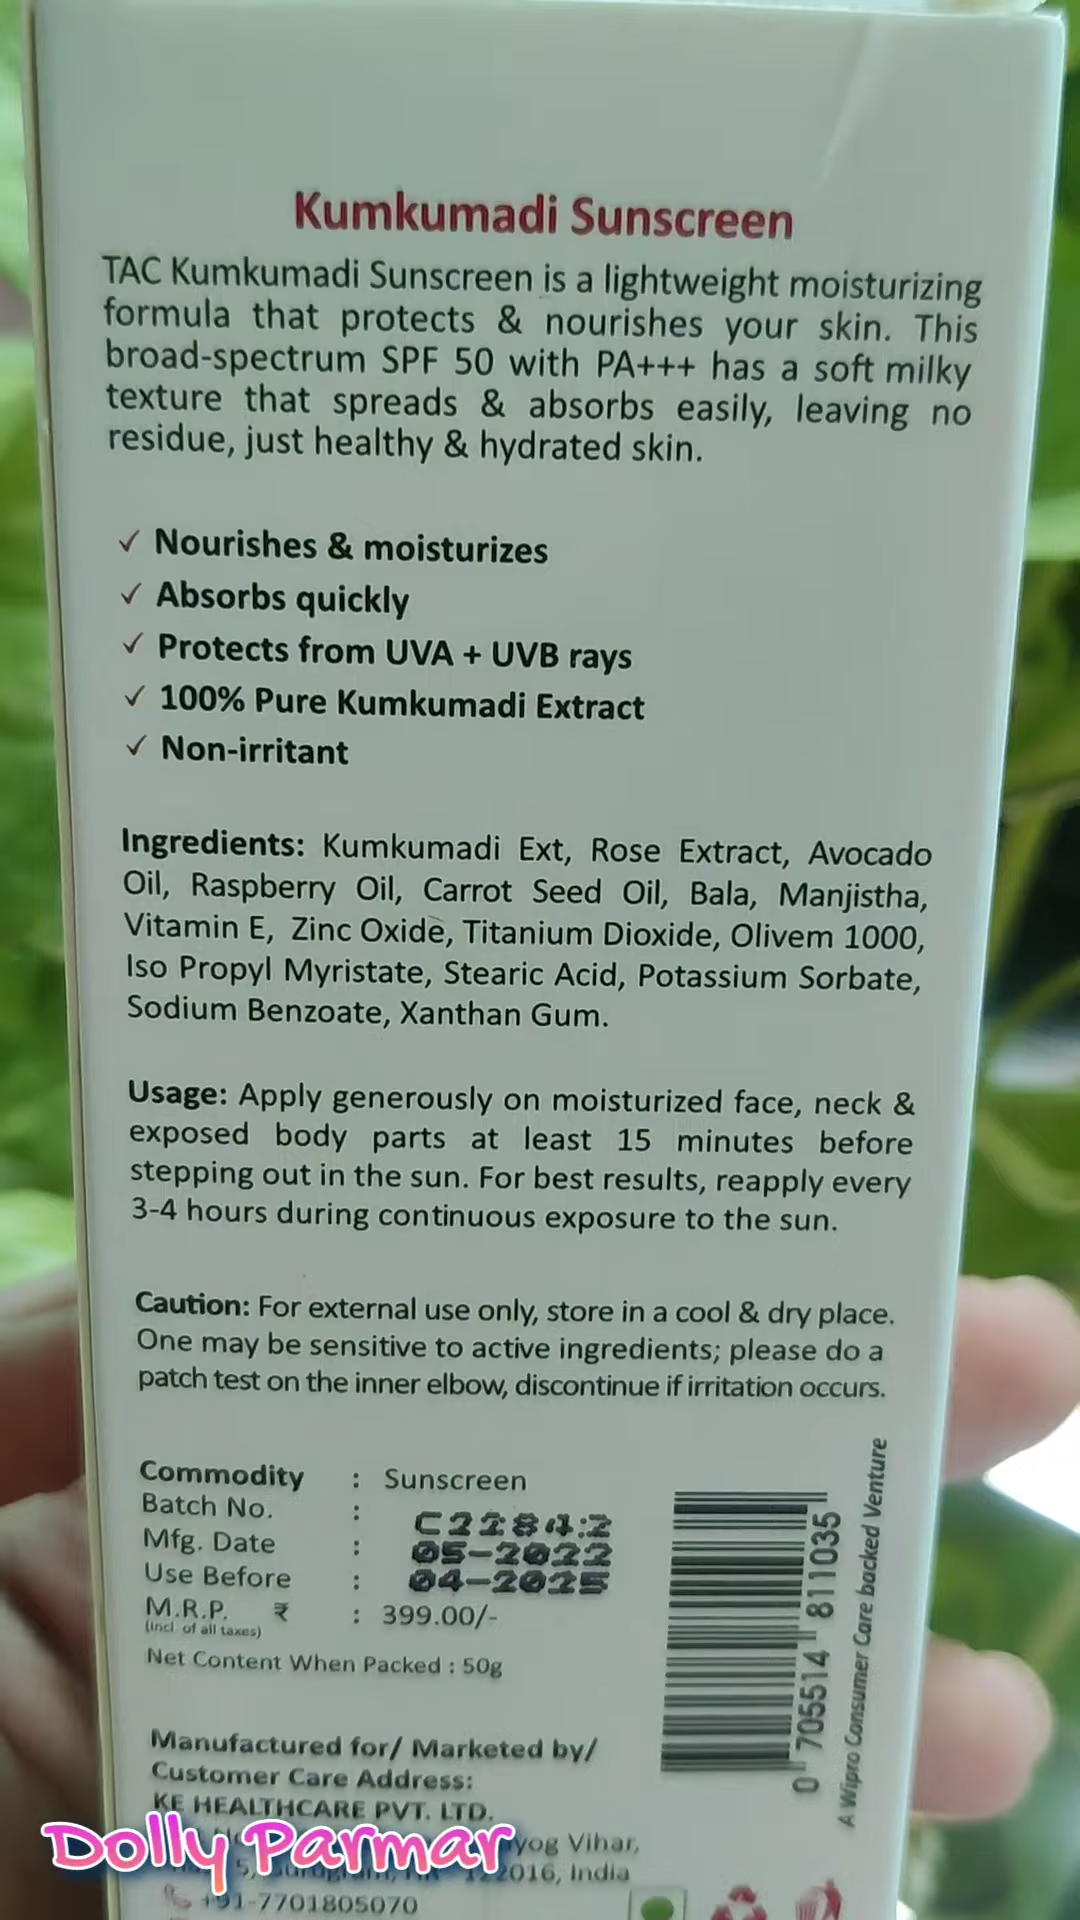 Kumkumadi Sunscreen
TAC Kumkumadi Sunscreen is a lightweight moisturizing
formula that protects & nourishes your skin. This
broad-spectrum SPF 50 with PA+++ has a soft milky
texture that spreads & absorbs easily, leaving no
residue, just healthy & hydrated skin.
✓ Nourishes & moisturizes
✓ Absorbs quickly
✓ Protects from UVA + UVB rays
✓ 100% Pure Kumkumadi Extract
✓ Non-irritant
Ingredients: Kumkumadi Ext, Rose Extract, Avocado
Oil, Raspberry Oil, Carrot Seed Oil, Bala, Manjistha,
Vitamin E, Zinc Oxide, Titanium Dioxide, Olivem 1000,
Iso Propyl Myristate, Stearic Acid, Potassium Sorbate,
Sodium Benzoate, Xanthan Gum.
Usage: Apply generously on moisturized face, neck &
exposed body parts at least 15 minutes before
stepping out in the sun. For best results, reapply every
3-4 hours during continuous exposure to the sun.
Caution: For external use only, store in a cool & dry place.
One may be sensitive to active ingredients; please do a
patch test on the inner elbow, discontinue if irritation occurs.
Commodity : Sunscreen
Batch No. : C2284:2
Mfg. Date : 05-2022
Use Before : 04-2025
M.R.P. ₹ : 399.00/-
(incl. of all taxes)
Net Content When Packed : 50g
0 705514 811035
A Wipro Consumer Care backed Venture
Manufactured for/ Marketed by/
Customer Care Address:
KE HEALTHCARE PVT. LTD.
yog Vihar,
5, 122016, India
+91-7701805070
Dolly Parmar